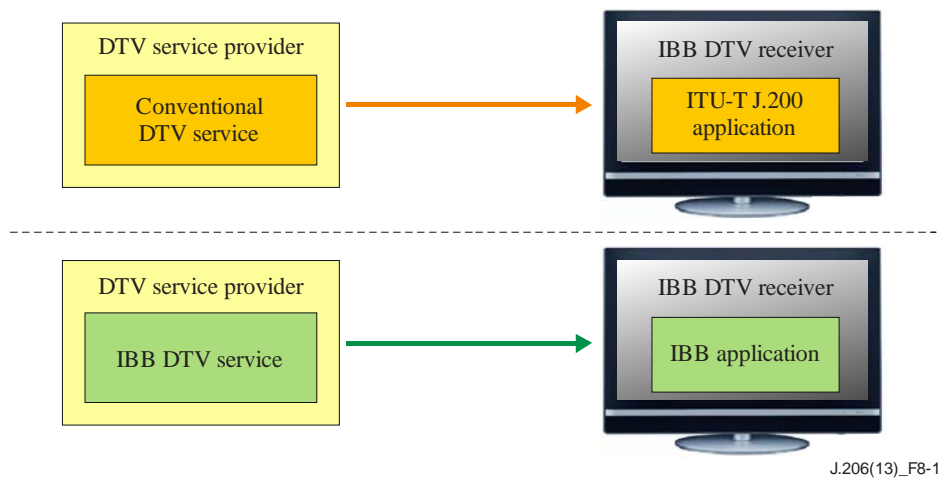 DTV service provider
Conventional
DTV service
IBB DTV receiver
ITU-T J.200
application
DTV service provider
IBB DTV service
IBB DTV receiver
IBB application
J.206(13)_F8-1